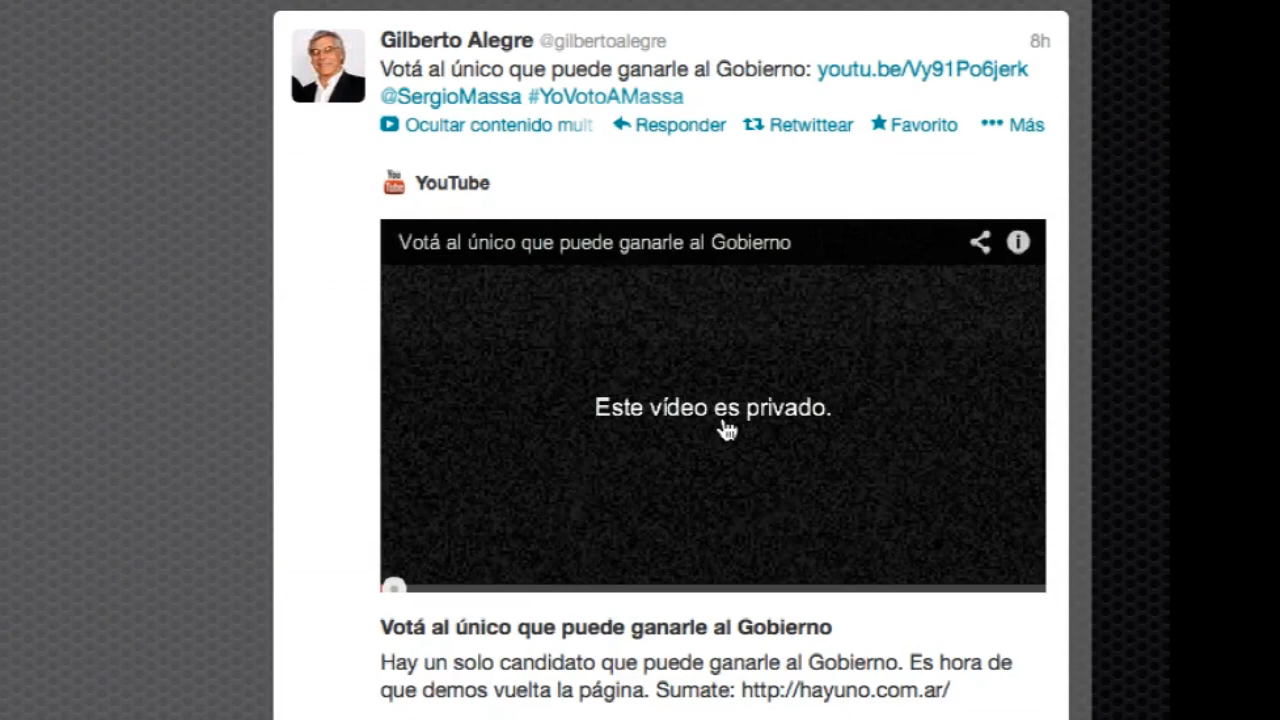 Gilberto Alegre @gilbertoalegre 8h
Votá al único que puede ganarle al Gobierno: youtu.be/Vy91Po6jerk
@SergioMassa #YoVotoAMassa
Ocultar contenido mult Responder Retwittear Favorito ••• Más
You Tube YouTube
Votá al único que puede ganarle al Gobierno
Este vídeo es privado.
Votá al único que puede ganarle al Gobierno
Hay un solo candidato que puede ganarle al Gobierno. Es hora de
que demos vuelta la página. Sumate: http://hayuno.com.ar/